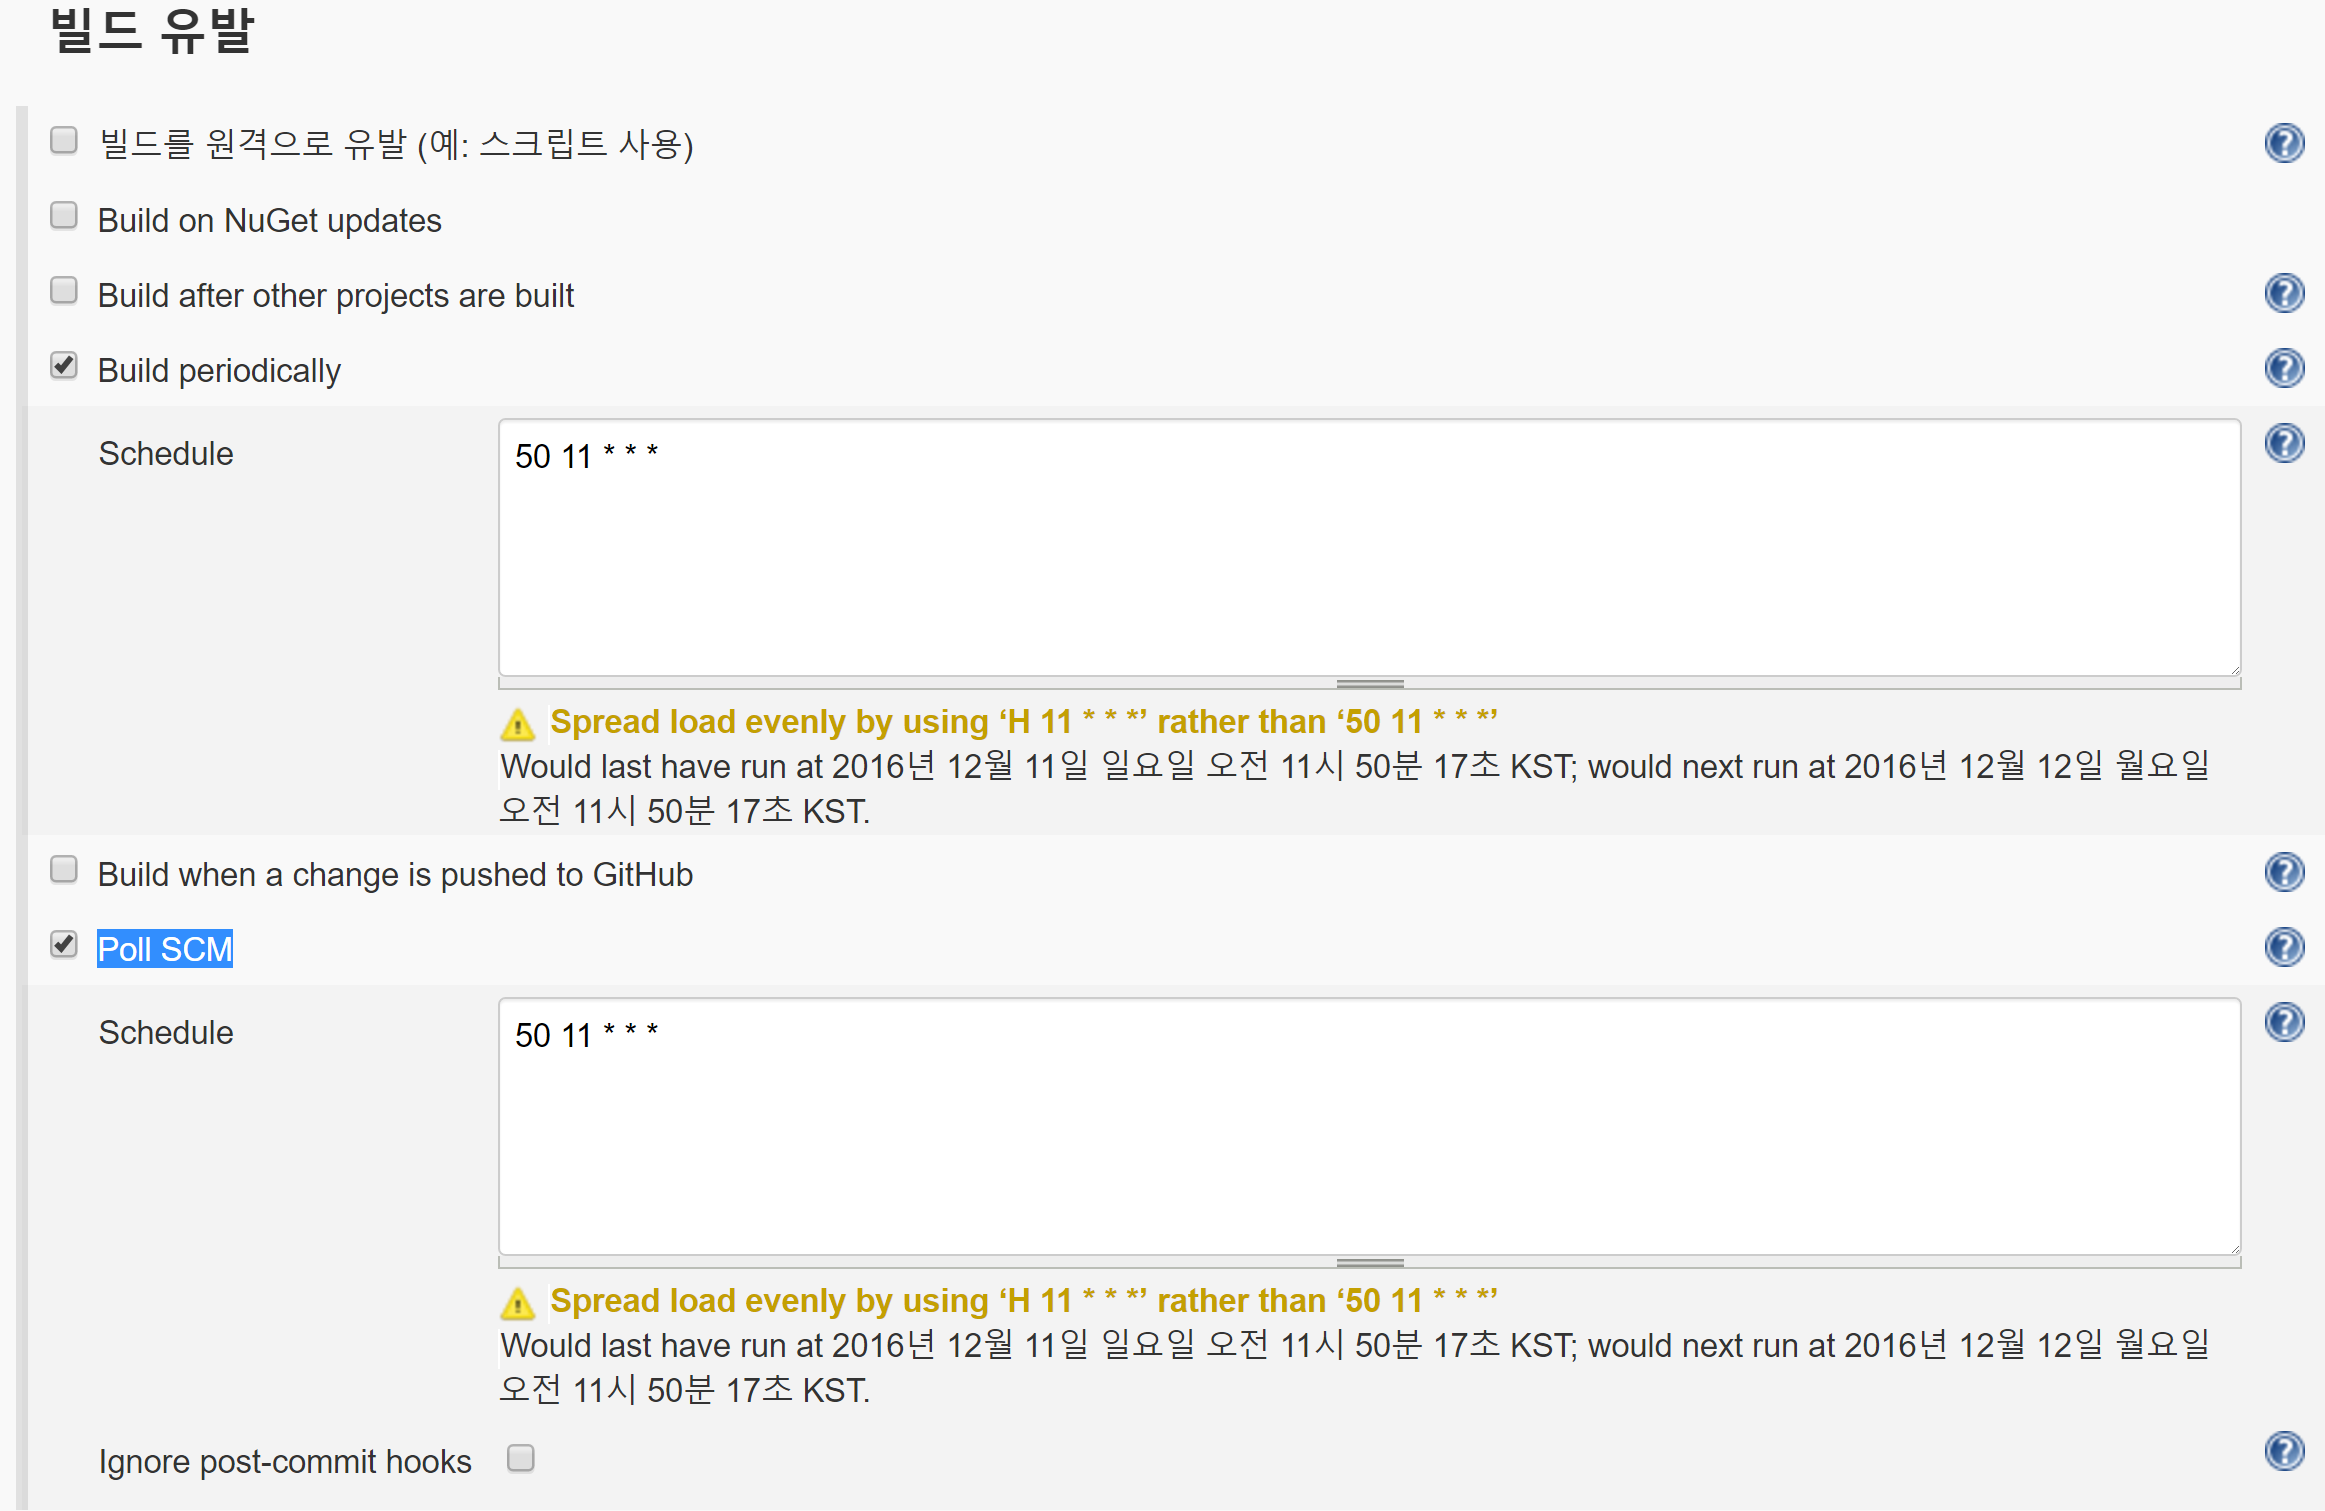 빌드 유발
빌드를 원격으로 유발 (예: 스크립트 사용)
Build on NuGet updates
Build after other projects are built
Build periodically
Schedule
50 11 * * *
Spread load evenly by using ‘H 11 * * *’ rather than ‘50 11 * * *’
Would last have run at 2016년 12월 11일 일요일 오전 11시 50분 17초 KST; would next run at 2016년 12월 12일 월요일
오전 11시 50분 17초 KST.
Build when a change is pushed to GitHub
Poll SCM
Schedule
50 11 * * *
Spread load evenly by using ‘H 11 * * *’ rather than ‘50 11 * * *’
Would last have run at 2016년 12월 11일 일요일 오전 11시 50분 17초 KST; would next run at 2016년 12월 12일 월요일
오전 11시 50분 17초 KST.
Ignore post-commit hooks